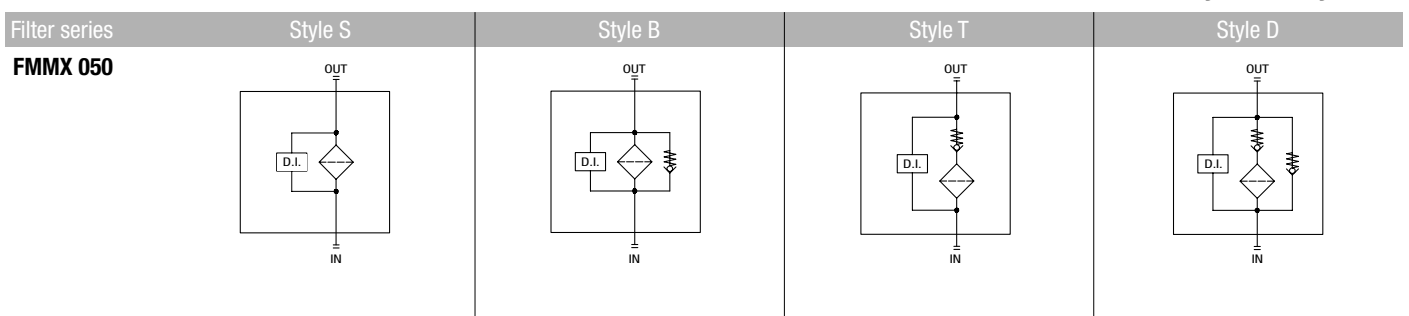 Filter series Style S Style B Style T Style D
FMMX 050
OUT OUT OUT OUT
D.I. D.I. D.I. D.I.
IN IN IN IN